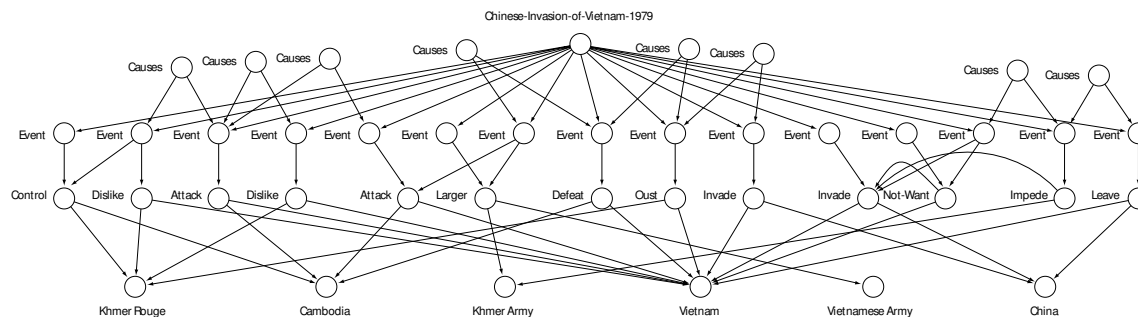 Chinese-Invasion-of-Vietnam-1979
Causes Causes Causes Causes Causes Causes Causes Causes
Event Event Event Event Event Event Event Event Event Event Event Event Event Event Event
Control Dislike Attack Dislike Attack Larger Defeat Oust Invade Invade Not-Want Impede Leave
Khmer Rouge Cambodia Khmer Army Vietnam Vietnamese Army China